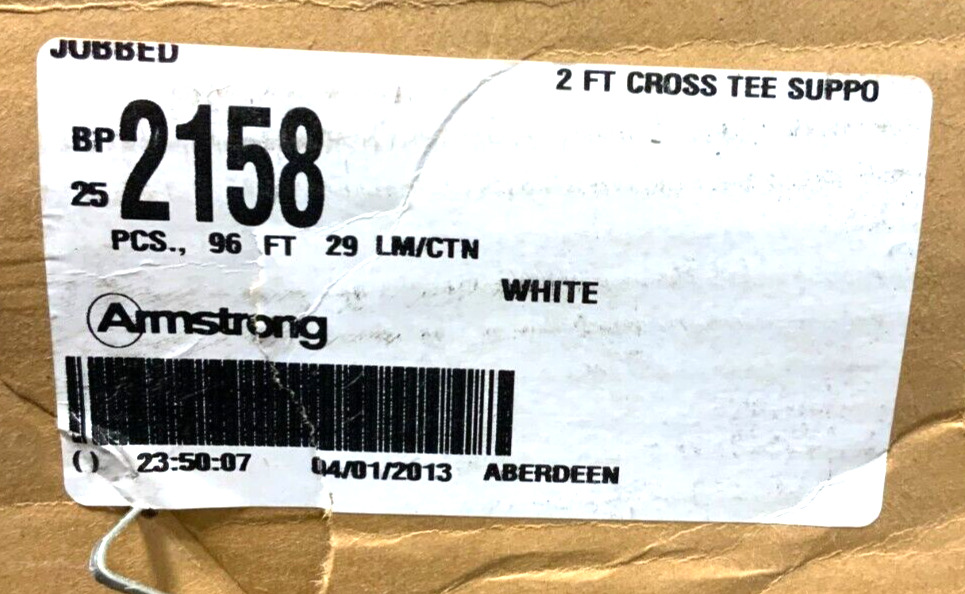 JOBBED
2 FT CROSS TEE SUPPO
BP 2158
25
PCS., 96 FT 29 LM/CTN
WHITE
Armstrong
() 23:50:07 04/01/2013 ABERDEEN